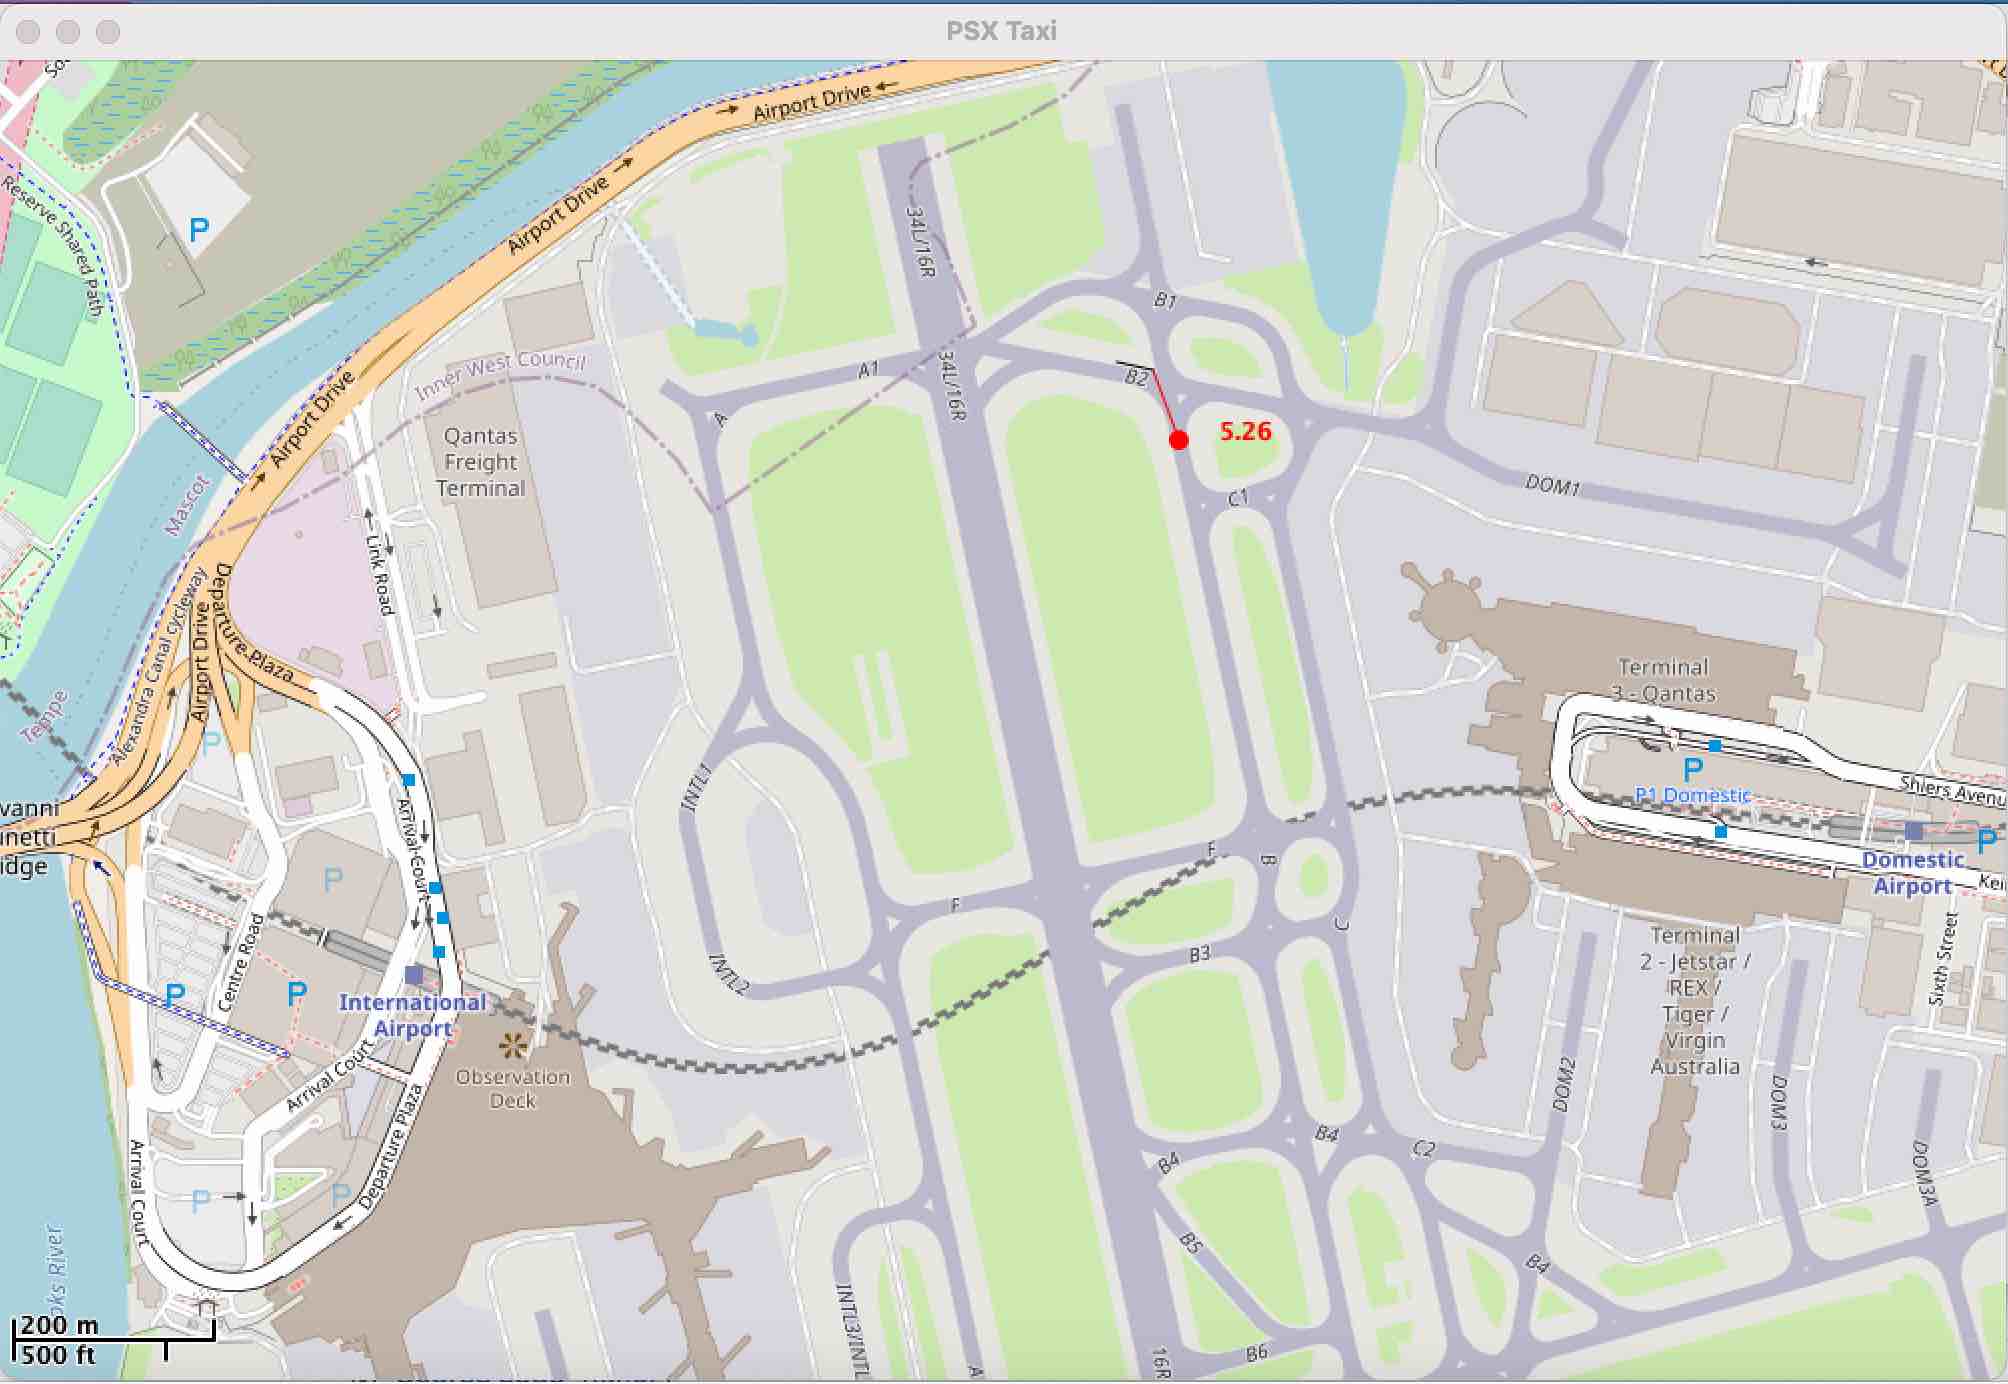 PSX Taxi
Airport Drive
Reserve Shared Path
P
Airport Drive
34L/16R
B1
Inner West Council
A1
34L/16R
B2
A
5.26
Airport Drive
Qantas
Freight
Terminal
Mascot
C1
DOM1
Link Road
Departure Plaza
Alexandra Canal cycleway
Airport Drive
Tempe
P
Terminal
3 - Qantas
INTL1
P
P1 Domestic
Shiers Avenu
Arrival Court
vanni
unetti
idge
P
F
B
Domestic
Airport
P
Kei
F
C
Centre Road
INTL2
B3
Terminal
2 - Jetstar /
REX /
Tiger /
Virgin
Australia
Sixth Street
P
P
International
Airport
Observation
Deck
Arrival Court
Departure Plaza
DOM2
DOM3
DOM3A
B4
C2
B4
Arrival Court
P
P
B5
B4
oks River
INTL3/INTL
A
16R
B6
200 m
500 ft